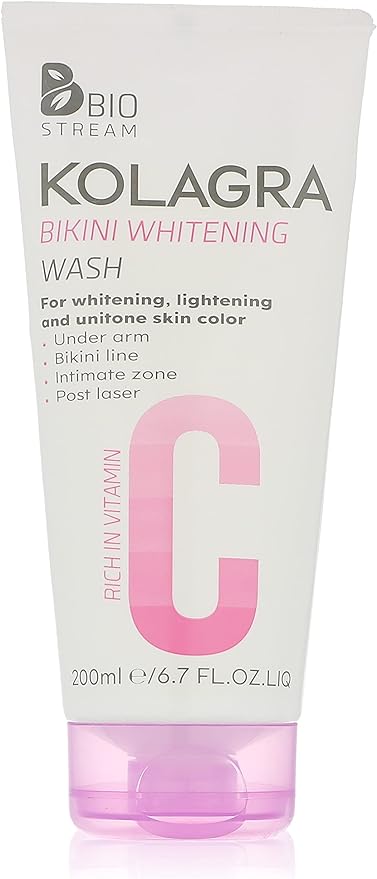 B BIO
STREAM
KOLAGRA
BIKINI WHITENING
WASH
For whitening, lightening
and unitone skin color
• Under arm
• Bikini line
• Intimate zone
• Post laser
RICH IN VITAMIN
C
200ml ℮/6.7 FL.OZ.LIQ